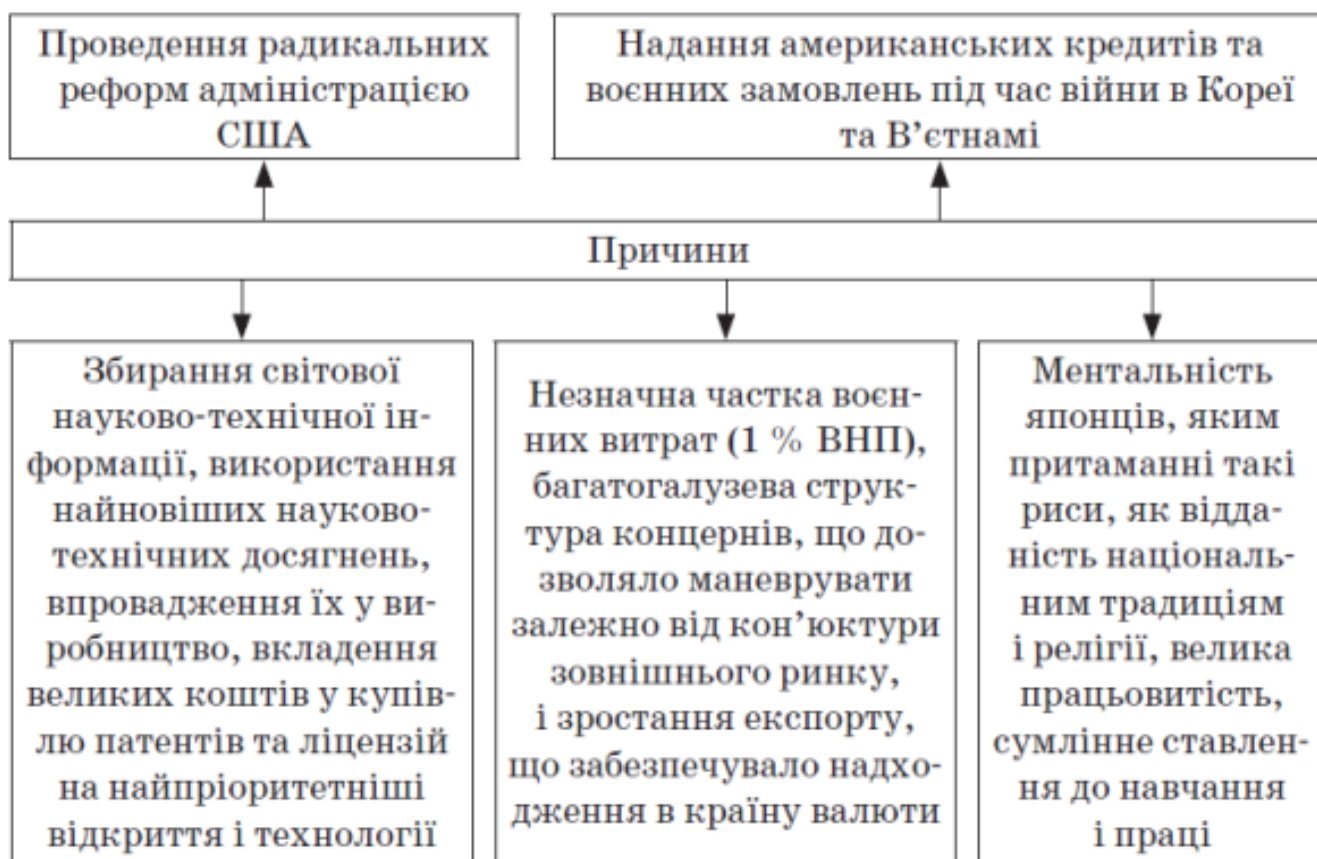 Проведення радикальних
реформ адміністрацією
США
Надання американських кредитів та
воєнних замовлень під час війни в Кореї
та В’єтнамі
Причини
Збирання світової
науково-технічної ін-
формації, використання
найновіших науково-
технічних досягнень,
впровадження їх у ви-
робництво, вкладення
великих коштів у купів-
лю патентів та ліцензій
на найпріоритетніші
відкриття і технології
Незначна частка воєн-
них витрат (1 % ВНП),
багатогалузева струк-
тура концернів, що до-
зволяло маневрувати
залежно від кон’юктури
зовнішнього ринку,
і зростання експорту,
що забезпечувало надхо-
дження в країну валюти
Ментальність
японців, яким
притаманні такі
риси, як відда-
ність національ-
ним традиціям
і релігії, велика
працьовитість,
сумлінне ставлен-
ня до навчання
і праці